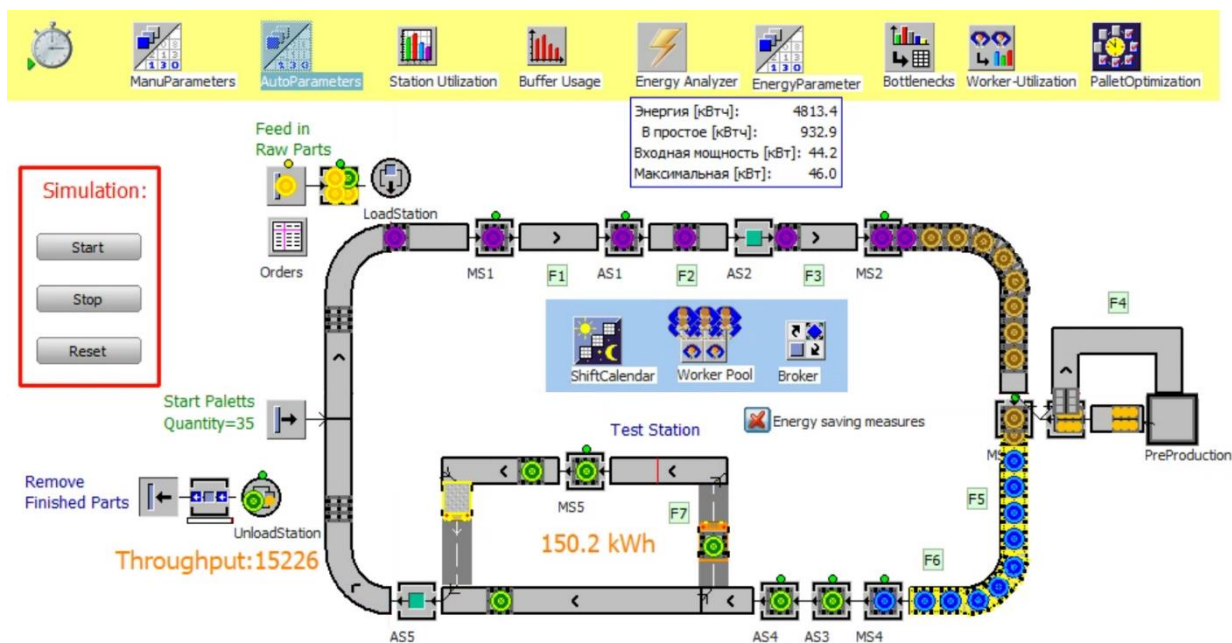 ManuParameters
AutoParameters
Station Utilization
Buffer Usage
Energy Analyzer
EnergyParameter
Bottlenecks
Worker-Utilization
PalletOptimization
Энергия [кВтч]: 4813.4
В простое [кВтч]: 932.9
Входная мощность [кВт]: 44.2
Максимальная [кВт]: 46.0
Feed in
Raw Parts
Simulation:
Start
Stop
Reset
LoadStation
Orders
MS1
F1
AS1
F2
AS2
F3
MS2
F4
ShiftCalendar
Worker Pool
Broker
Start Paletts
Quantity=35
Energy saving measures
Test Station
PreProduction
Remove
Finished Parts
UnloadStation
MS5
F7
F5
150.2 kWh
Throughput:15226
F6
AS5
AS4
AS3
MS4